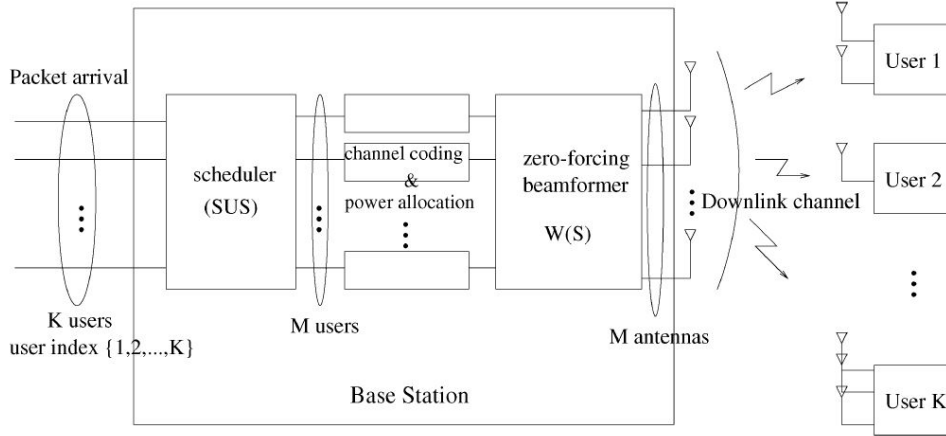 Packet arrival
K users
user index {1,2,...,K}
scheduler
(SUS)
M users
channel coding
&
power allocation
zero-forcing
beamformer
W(S)
M antennas
Base Station
Downlink channel
User 1
User 2
User K